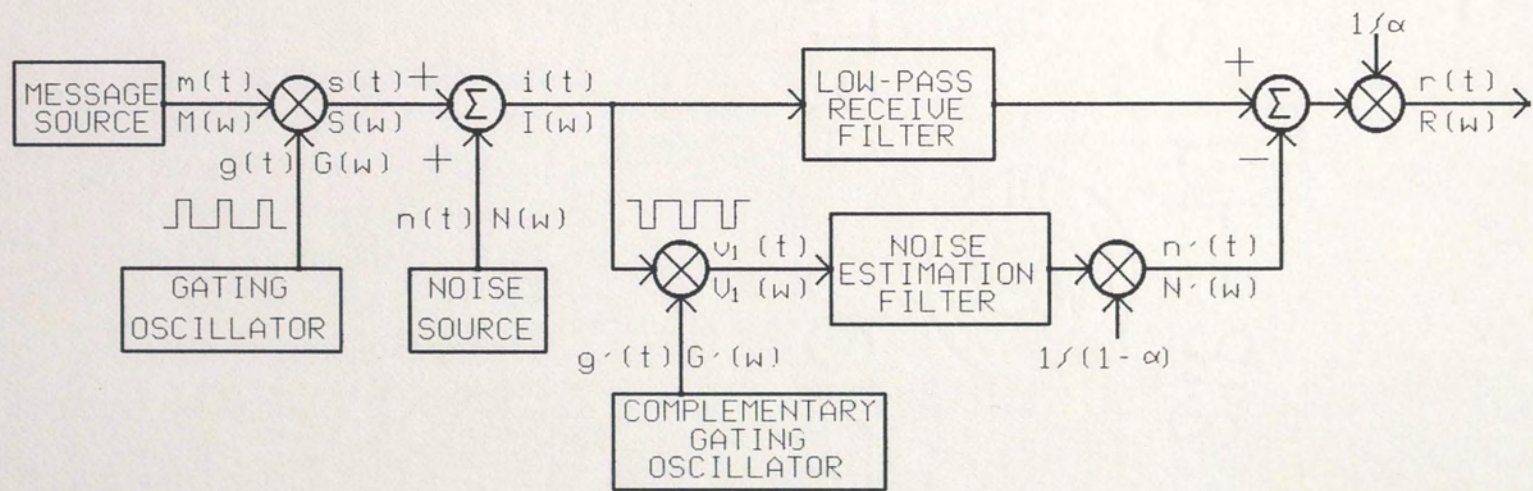 MESSAGE
SOURCE
m(t)
M(w)
s(t)
S(w)
+
Σ
i(t)
I(w)
LOW-PASS
RECEIVE
FILTER
+
Σ
1/α
r(t)
R(w)
g(t) G(w)
+
n(t) N(w)
GATING
OSCILLATOR
NOISE
SOURCE
v₁(t)
V₁(w)
NOISE
ESTIMATION
FILTER
n´(t)
N´(w)
−
g´(t) G´(w)
1/(1-α)
COMPLEMENTARY
GATING
OSCILLATOR